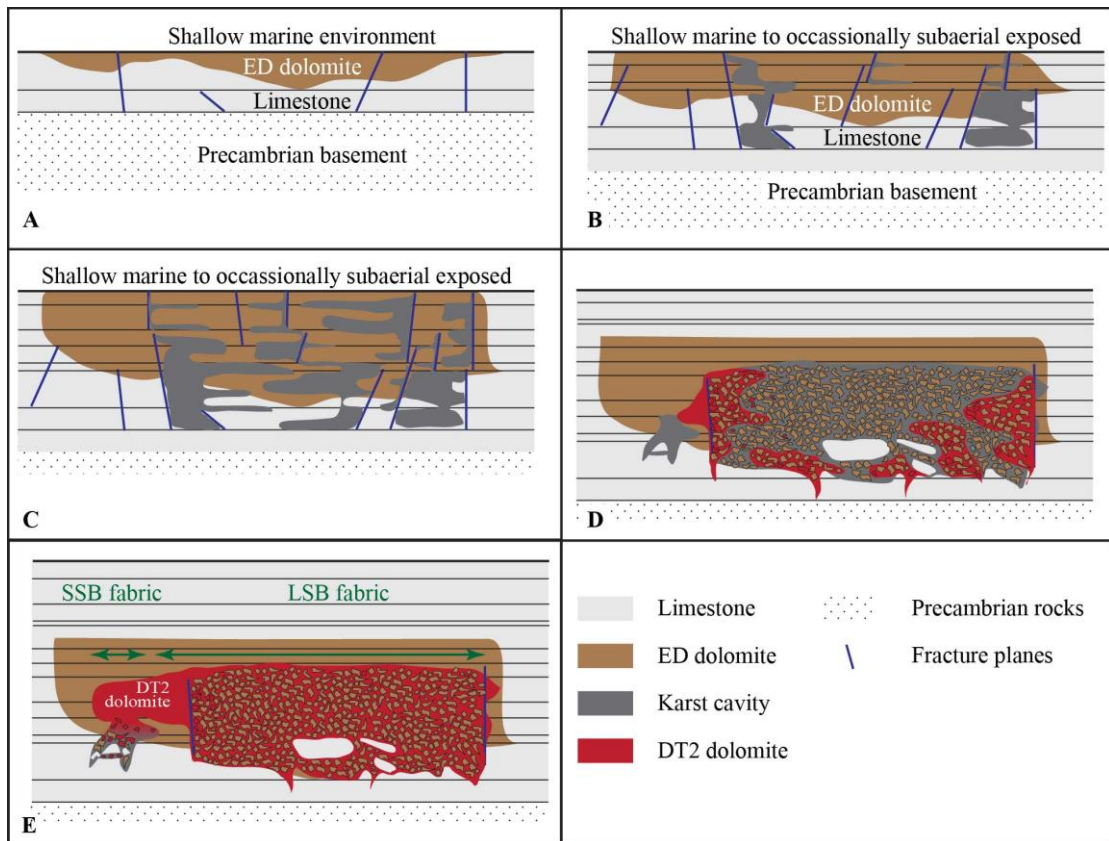 Shallow marine environment
ED dolomite
Limestone
Precambrian basement
A
Shallow marine to occassionally subaerial exposed
ED dolomite
Limestone
Precambrian basement
B
Shallow marine to occassionally subaerial exposed
C
D
SSB fabric
LSB fabric
DT2
dolomite
E
Limestone
ED dolomite
Karst cavity
DT2 dolomite
Precambrian rocks
Fracture planes